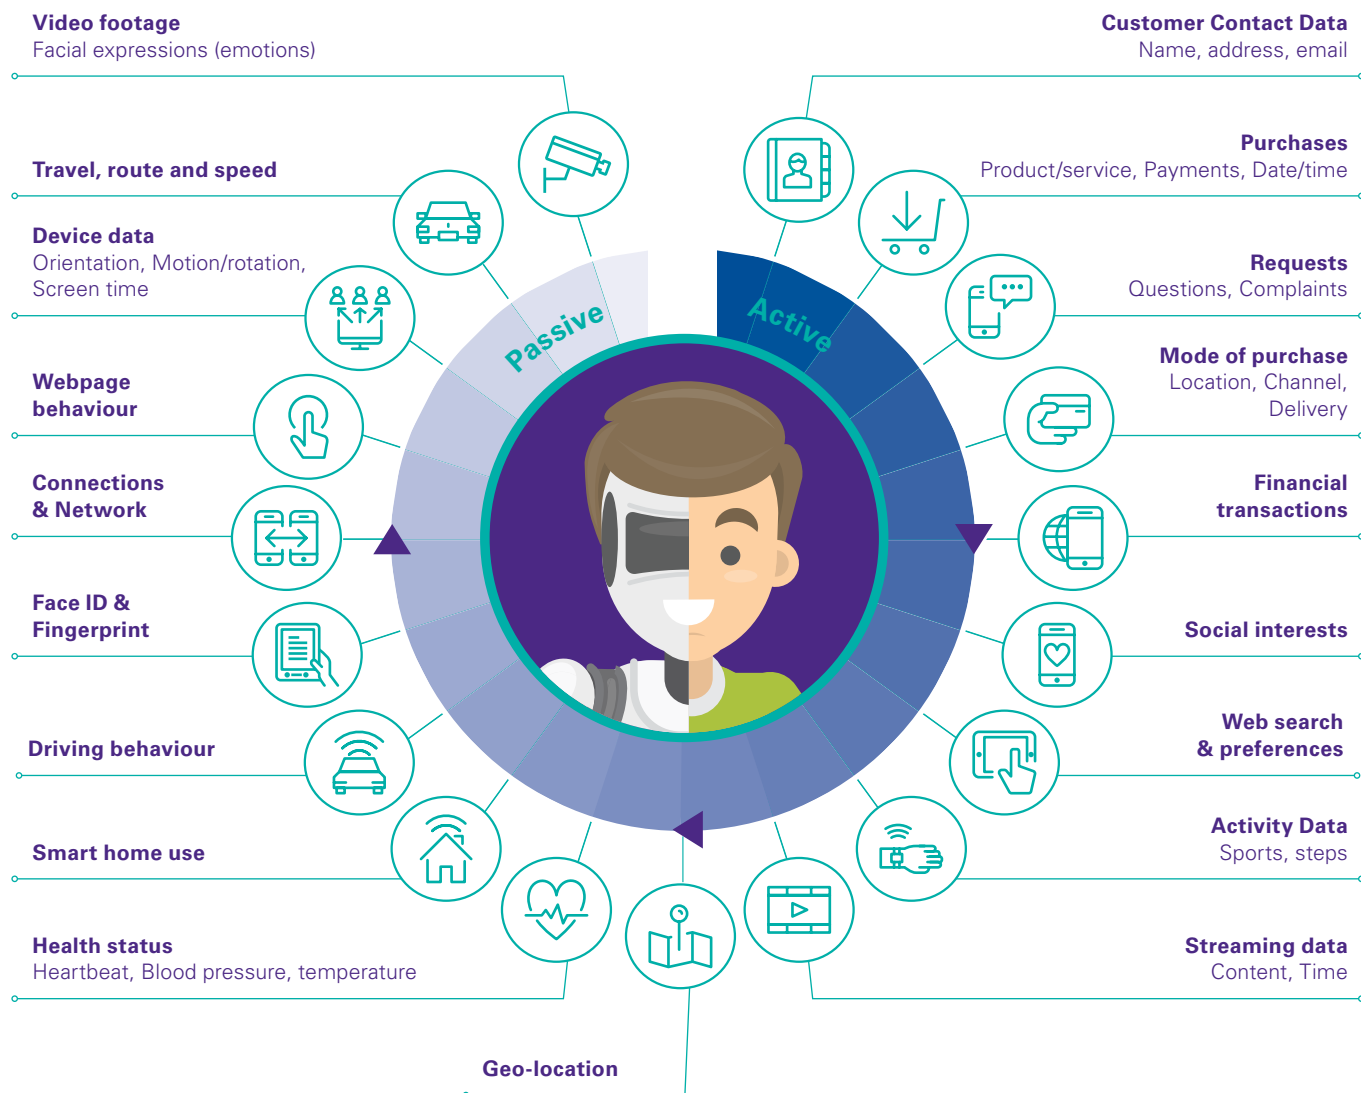 Video footage
Facial expressions (emotions)
Travel, route and speed
Device data
Orientation, Motion/rotation,
Screen time
Webpage
behaviour
Connections
& Network
Face ID &
Fingerprint
Driving behaviour
Smart home use
Health status
Heartbeat, Blood pressure, temperature
Geo-location
Passive
Active
Customer Contact Data
Name, address, email
Purchases
Product/service, Payments, Date/time
Requests
Questions, Complaints
Mode of purchase
Location, Channel,
Delivery
Financial
transactions
Social interests
Web search
& preferences
Activity Data
Sports, steps
Streaming data
Content, Time